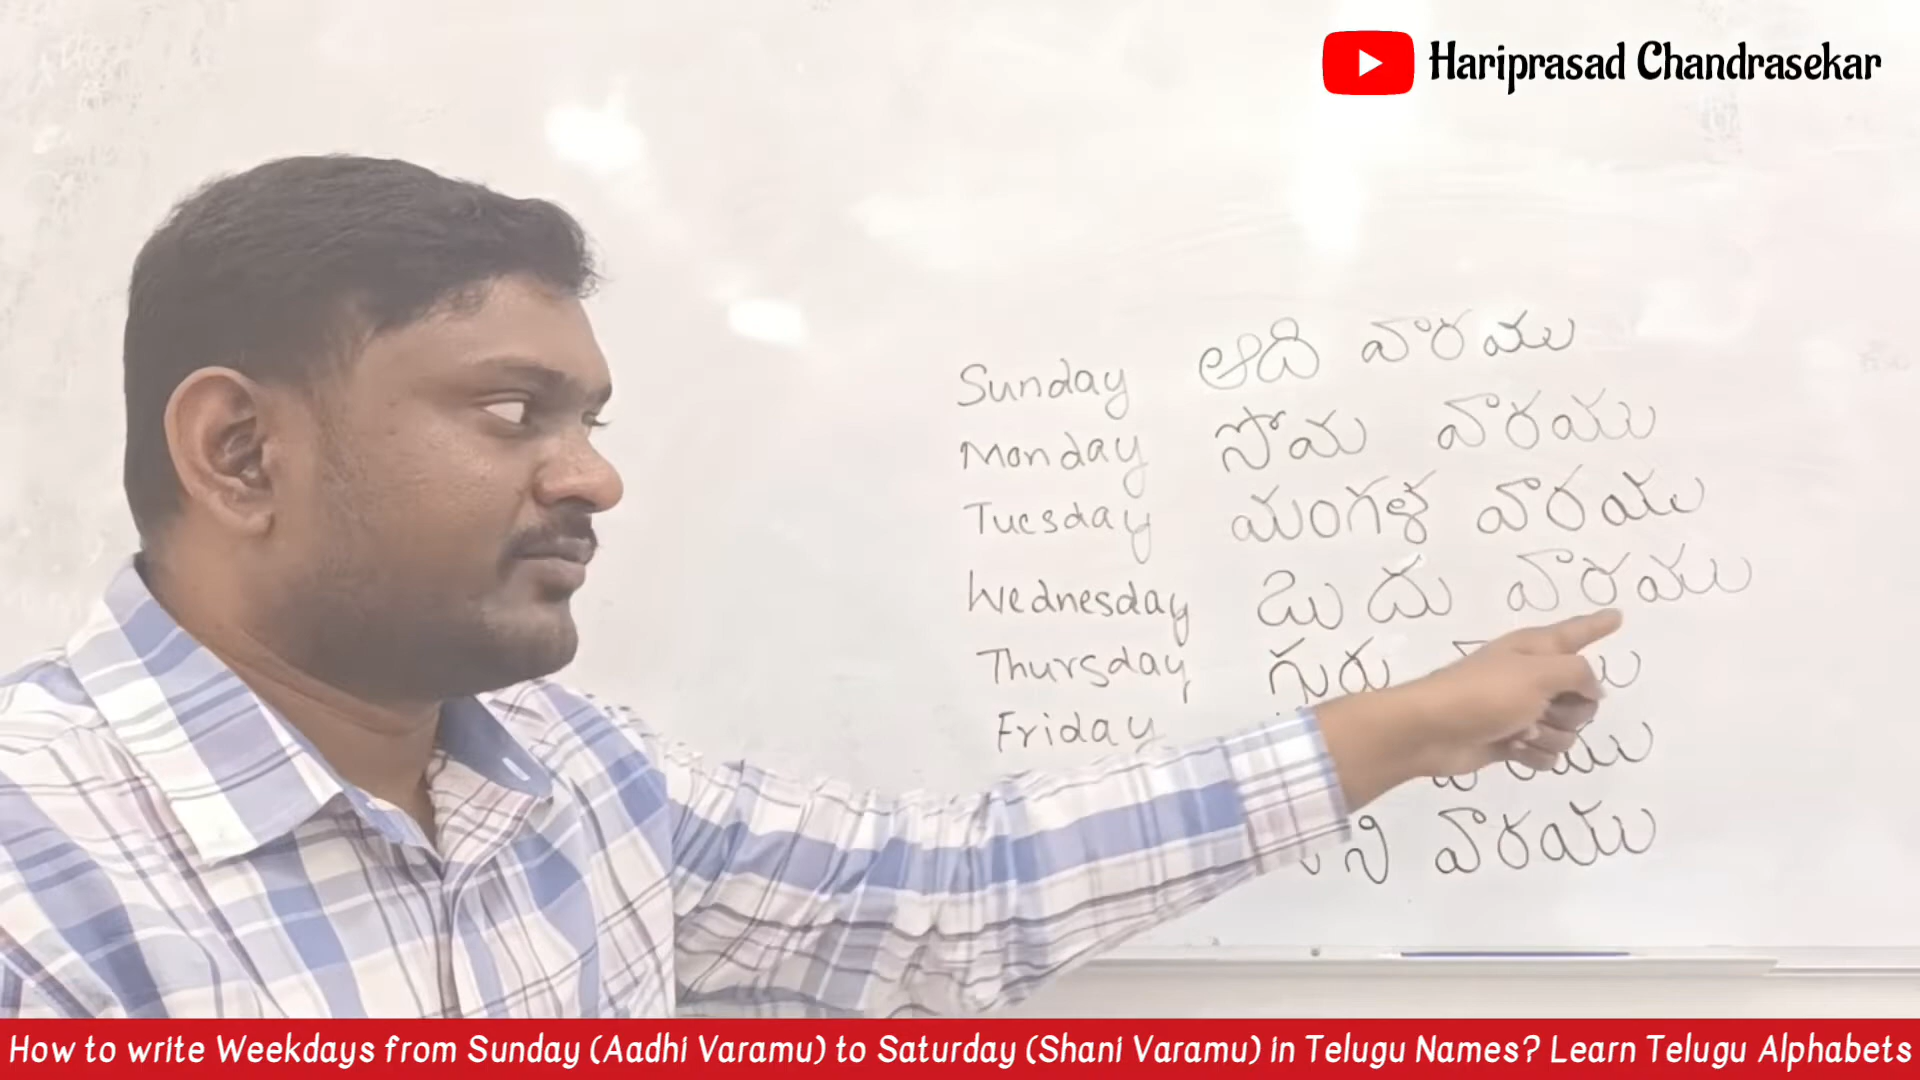 Hariprasad Chandrasekar
Sunday ఆది వారము
Monday సోమ వారము
Tuesday మంగళ వారము
Wednesday బు దు వారము
Thursday గురు
Friday
ని వారము
How to write Weekdays from Sunday (Aadhi Varamu) to Saturday (Shani Varamu) in Telugu Names? Learn Telugu Alphabets